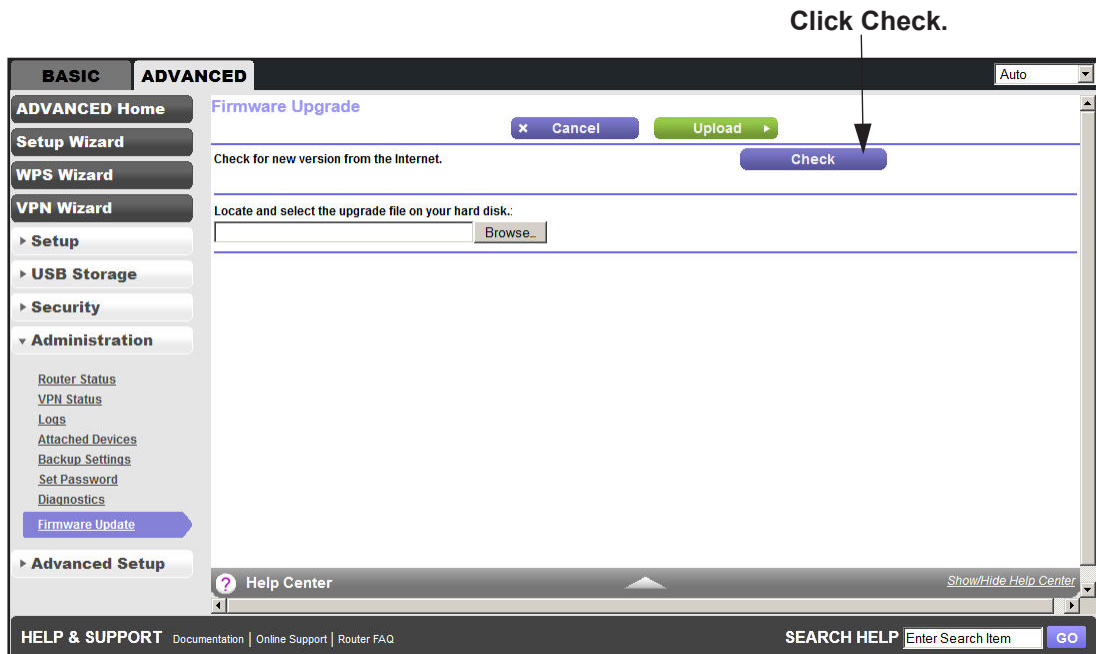 Click Check.
BASIC
ADVANCED
Auto
ADVANCED Home
Setup Wizard
WPS Wizard
VPN Wizard
Setup
USB Storage
Security
Administration
Router Status
VPN Status
Logs
Attached Devices
Backup Settings
Set Password
Diagnostics
Firmware Update
Advanced Setup
Firmware Upgrade
× Cancel
Upload
Check for new version from the Internet.
Check
Locate and select the upgrade file on your hard disk.:
Browse...
? Help Center
Show/Hide Help Center
HELP & SUPPORT Documentation | Online Support | Router FAQ
SEARCH HELP Enter Search Item GO